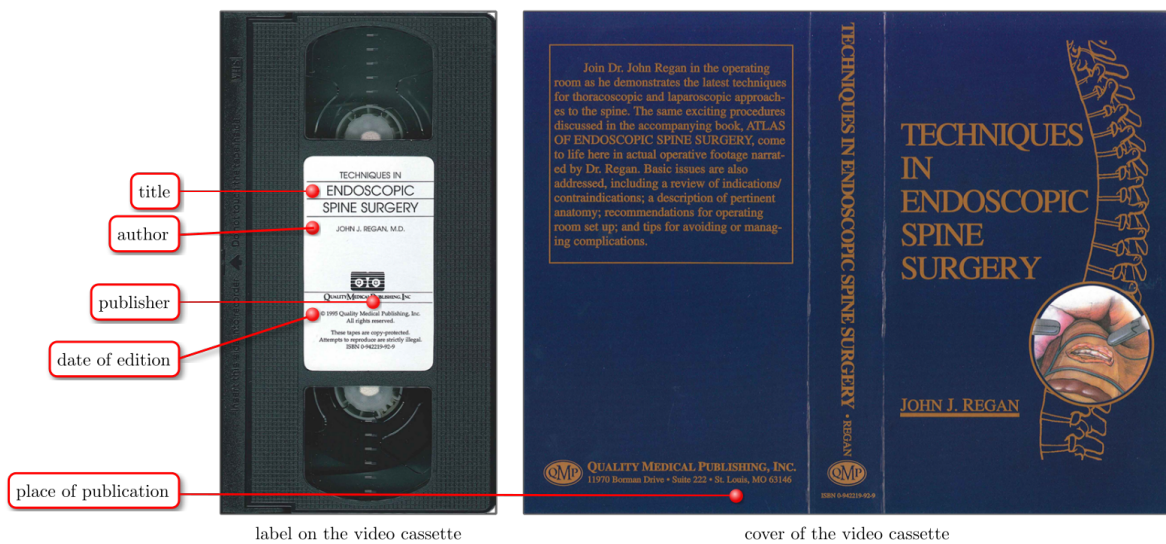 title
author
publisher
date of edition
place of publication
TECHNIQUES IN
ENDOSCOPIC
SPINE SURGERY
JOHN J. REGAN, M.D.
QUALITY MEDICAL PUBLISHING, INC
© 1995 Quality Medical Publishing, Inc.
All rights reserved.
These tapes are copy-protected.
Attempts to reproduce are strictly illegal.
ISBN 0-942219-92-9
label on the video cassette
Join Dr. John Regan in the operating
room as he demonstrates the latest techniques
for thoracoscopic and laparoscopic approach-
es to the spine. The same exciting procedures
discussed in the accompanying book, ATLAS
OF ENDOSCOPIC SPINE SURGERY, come
to life here in actual operative footage narrat-
ed by Dr. Regan. Basic issues are also
addressed, including a review of indications/
contraindications; a description of pertinent
anatomy; recommendations for operating
room set up; and tips for avoiding or manag-
ing complications.
QMP
QUALITY MEDICAL PUBLISHING, INC.
11970 Borman Drive • Suite 222 • St. Louis, MO 63146
TECHNIQUES IN ENDOSCOPIC SPINE SURGERY • REGAN
QMP
ISBN 0-942219-92-9
TECHNIQUES
IN
ENDOSCOPIC
SPINE
SURGERY
JOHN J. REGAN
cover of the video cassette